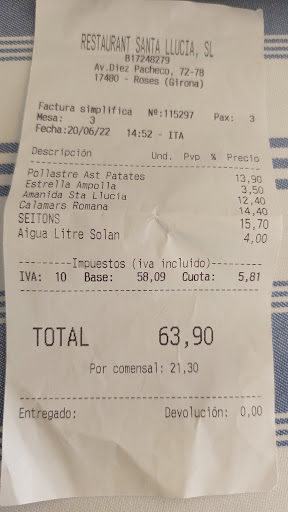 RESTAURANT SANTA LLUCIA, SL
B17248279
Av.Diez Pacheco, 72-78
17480 - Roses (Girona)
Factura simplifica Nº:115297 Pax: 3
Mesa: 3
Fecha:20/06/22 14:52 - ITA
Descripción Und. Pvp % Precio
Pollastre Ast Patates 13,90
Estrella Ampolla 3,50
Amanida Sta Llucia 12,40
Calamars Romana 14,40
SEITONS 15,70
Aigua Litre Solan 4,00
--------Impuestos (iva incluido)--------
IVA: 10 Base: 58,09 Cuota: 5,81
TOTAL 63,90
Por comensal: 21,30
Entregado: Devolución: 0,00